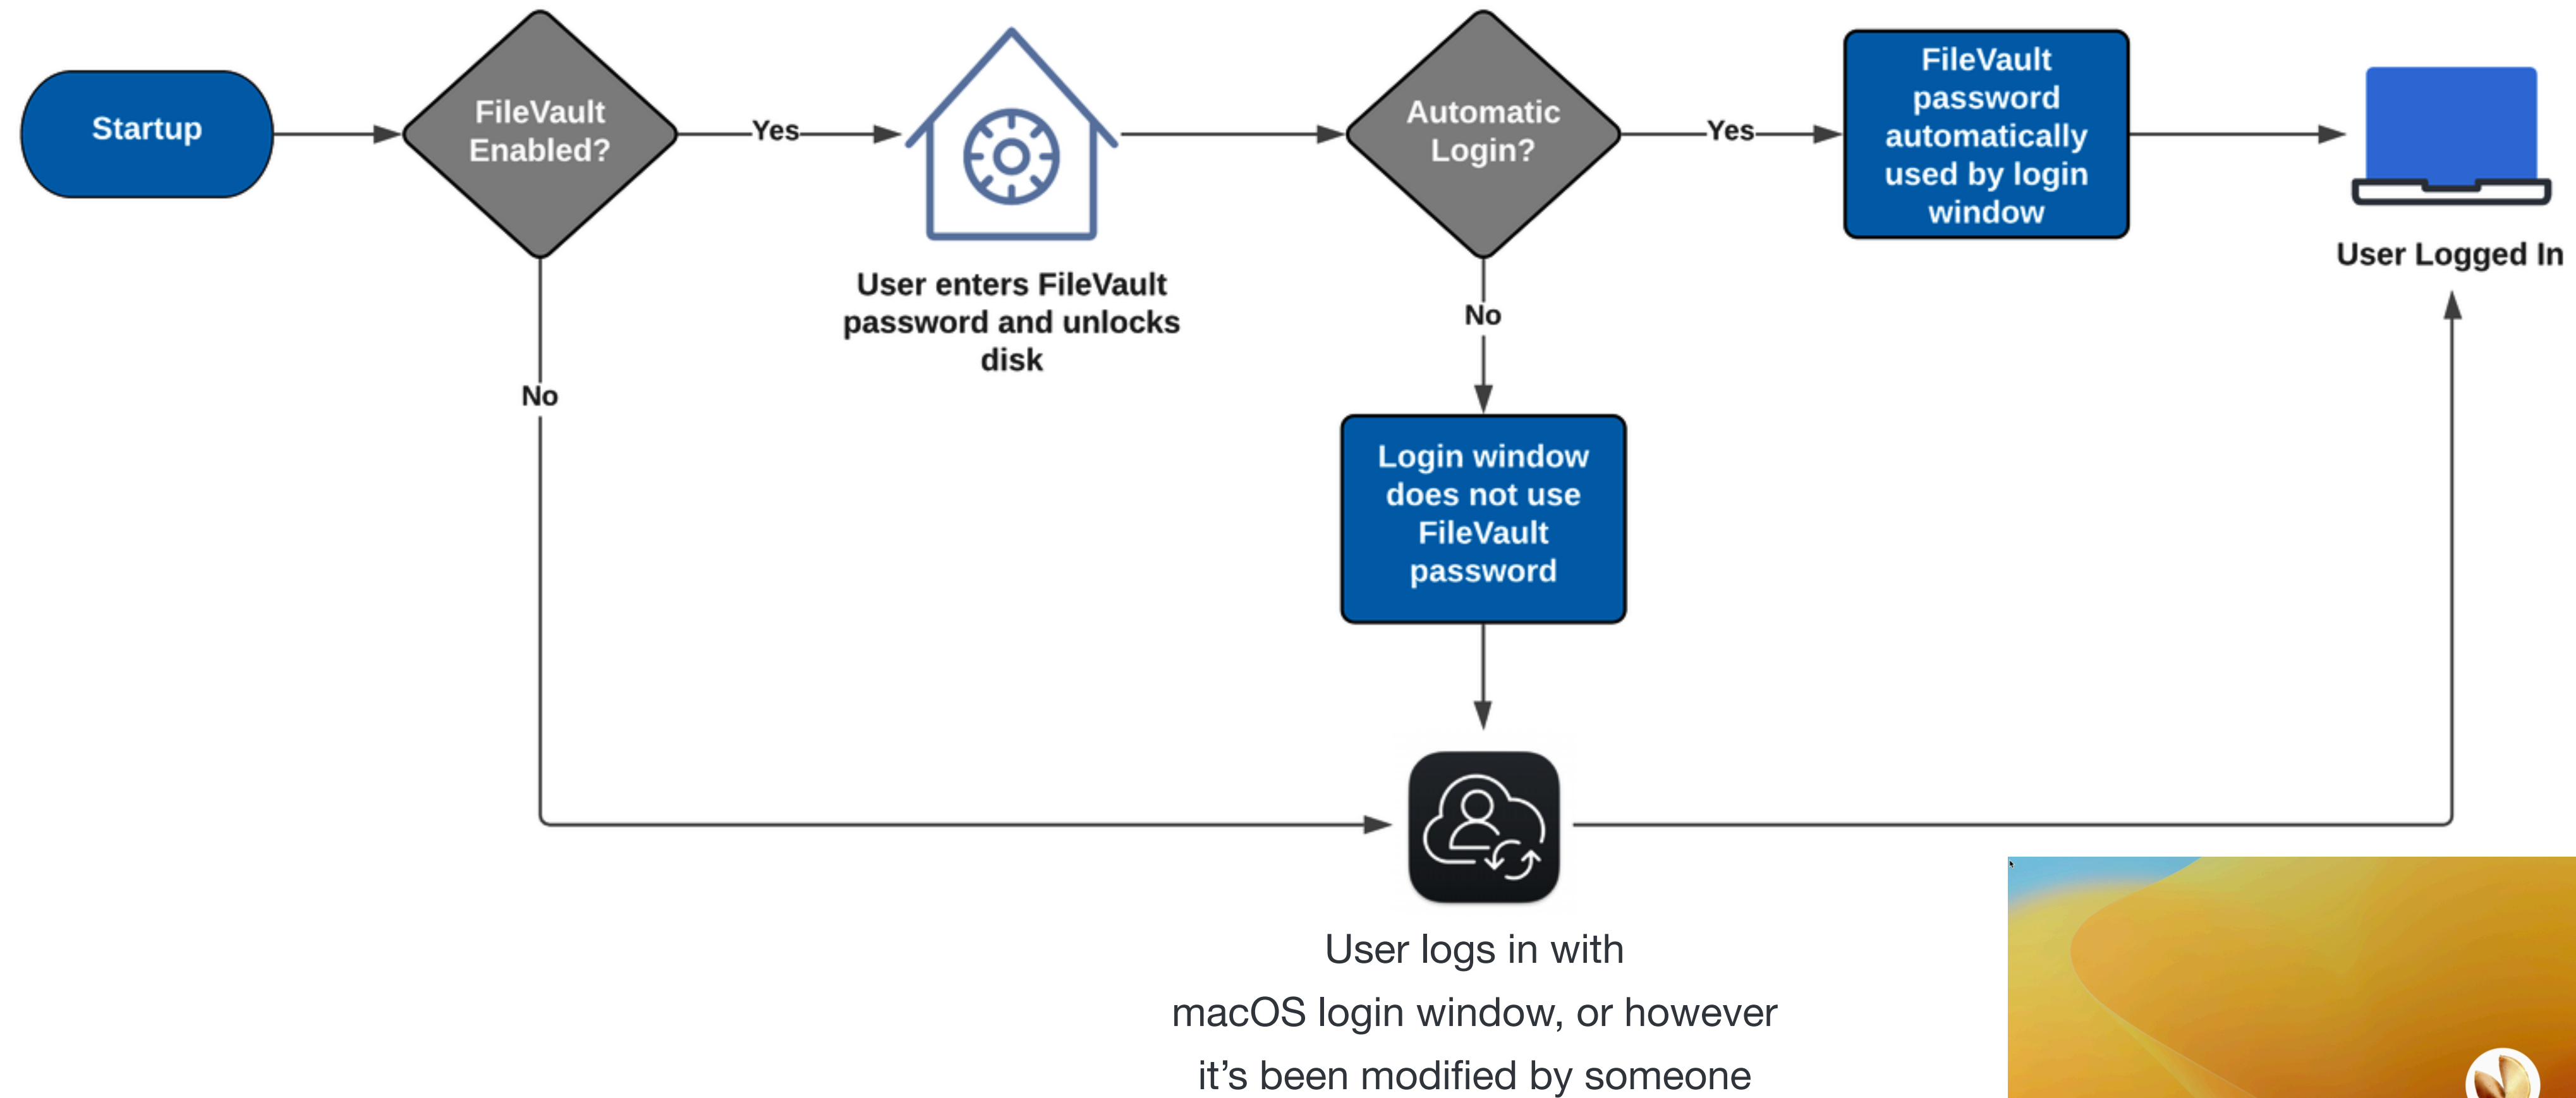 Startup
FileVault
Enabled?
Yes
User enters FileVault
password and unlocks
disk
Automatic
Login?
Yes
FileVault
password
automatically
used by login
window
User Logged In
No
No
Login window
does not use
FileVault
password
User logs in with
macOS login window, or however
it’s been modified by someone